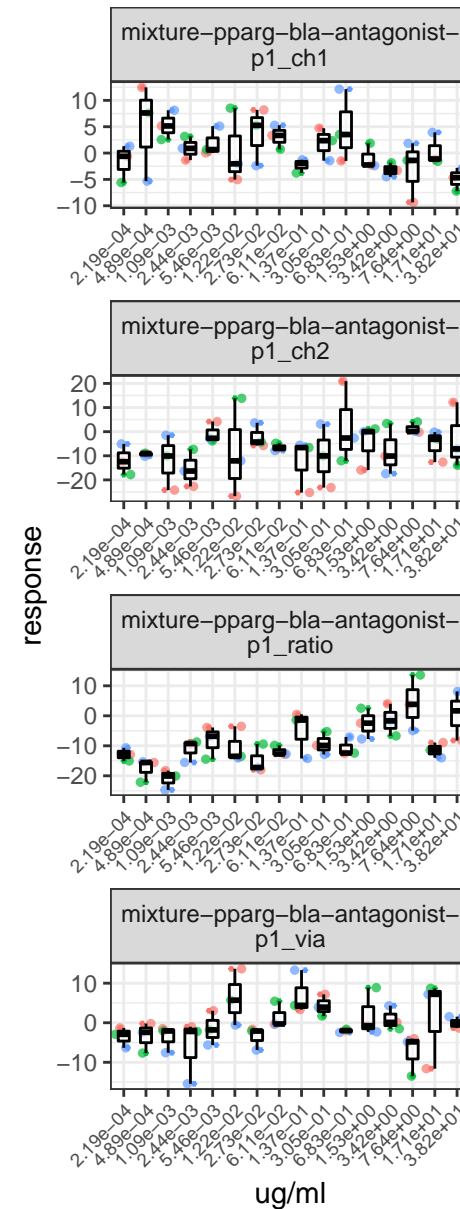 mixture−pparg−bla−antagonist−
p1_ch1
10
5
0
−5
−10
2.19e−04
4.89e−04
1.09e−03
2.44e−03
5.46e−03
1.22e−02
2.73e−02
6.11e−02
1.37e−01
3.05e−01
6.83e−01
1.53e+00
3.42e+00
7.64e+00
1.71e+01
3.82e+01
mixture−pparg−bla−antagonist−
p1_ch2
20
10
0
−10
−20
2.19e−04
4.89e−04
1.09e−03
2.44e−03
5.46e−03
1.22e−02
2.73e−02
6.11e−02
1.37e−01
3.05e−01
6.83e−01
1.53e+00
3.42e+00
7.64e+00
1.71e+01
3.82e+01
response
mixture−pparg−bla−antagonist−
p1_ratio
10
0
−10
−20
2.19e−04
4.89e−04
1.09e−03
2.44e−03
5.46e−03
1.22e−02
2.73e−02
6.11e−02
1.37e−01
3.05e−01
6.83e−01
1.53e+00
3.42e+00
7.64e+00
1.71e+01
3.82e+01
mixture−pparg−bla−antagonist−
p1_via
10
0
−10
2.19e−04
4.89e−04
1.09e−03
2.44e−03
5.46e−03
1.22e−02
2.73e−02
6.11e−02
1.37e−01
3.05e−01
6.83e−01
1.53e+00
3.42e+00
7.64e+00
1.71e+01
3.82e+01
ug/ml